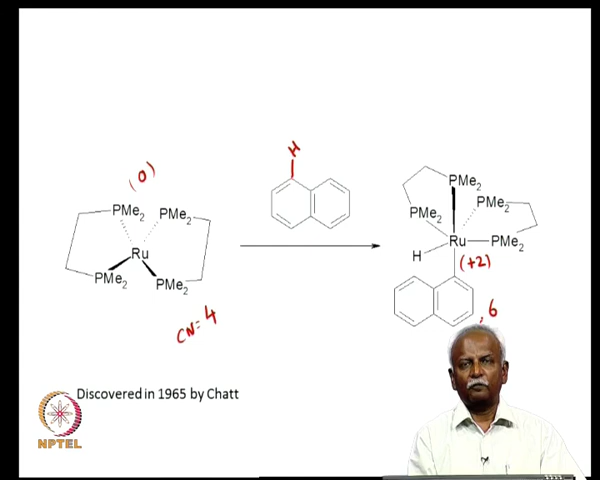 (0)
H
PMe2
PMe2
Ru
PMe2
PMe2
CN=4
PMe2
PMe2
PMe2
Ru
PMe2
H
(+2)
, 6
Discovered in 1965 by Chatt
NPTEL